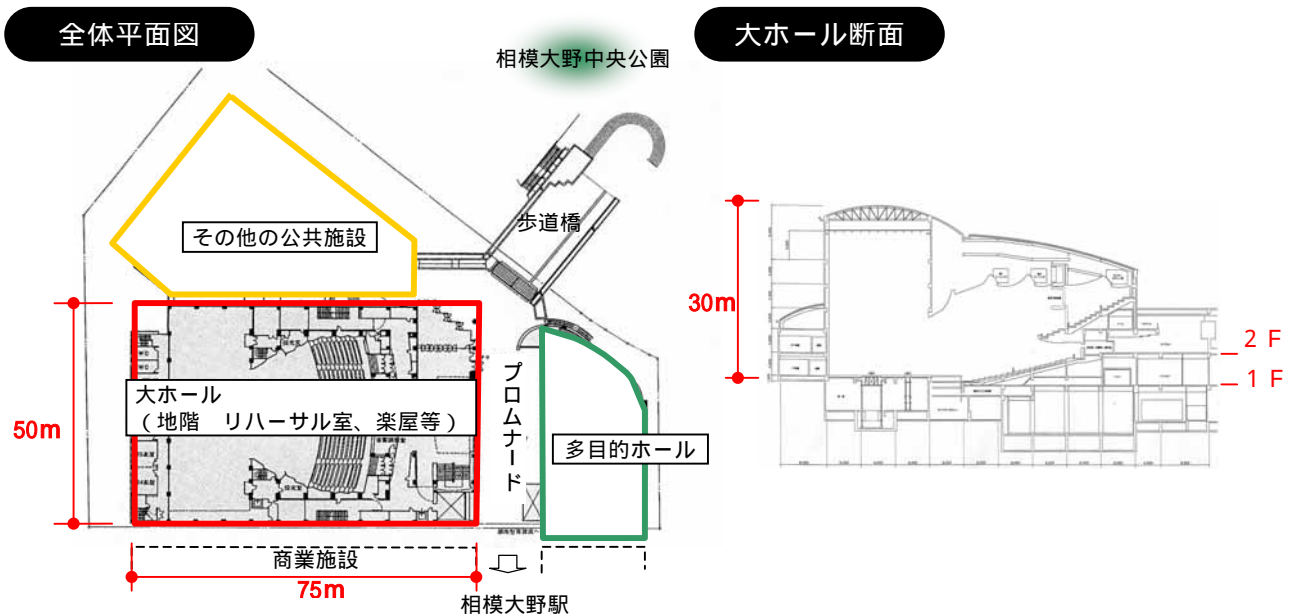 全体平面図
大ホール断面
相模大野中央公園
歩道橋
その他の公共施設
30m
2F
1F
大ホール
(地階 リハーサル室、楽屋等)
50m
プロムナード
多目的ホール
商業施設
75m
相模大野駅